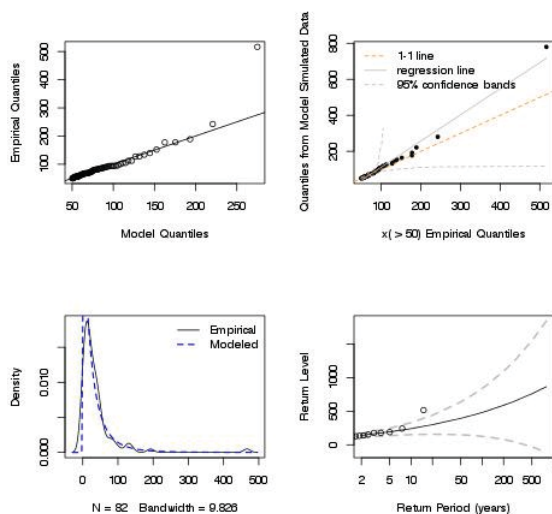 Empirical Quantiles
500
300
100
50
100
150
200
250
Model Quantiles
Quantiles from Model Simulated Data
800
600
400
200
1-1 line
regression line
95% confidence bands
100
200
300
400
500
x( > 50) Empirical Quantiles
Density
0.010
0.000
Empirical
Modeled
0
100
200
300
400
500
N = 82 Bandwidth = 9.826
Return Level
1000
500
0
2
5
10
50
500
Return Period (years)